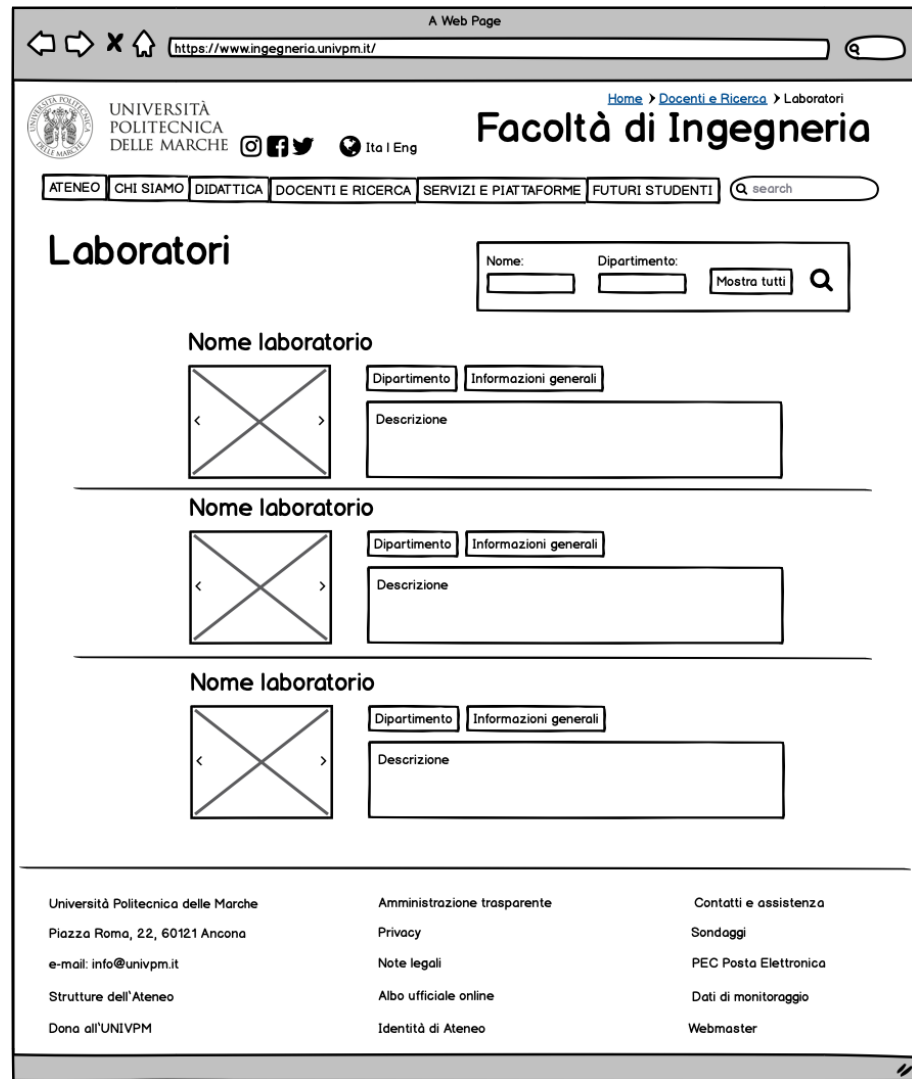 A Web Page
https://www.ingegneria.univpm.it/
Home > Docenti e Ricerca > Laboratori
UNIVERSITÀ
POLITECNICA
DELLE MARCHE
Ita | Eng
Facoltà di Ingegneria
ATENEO CHI SIAMO DIDATTICA DOCENTI E RICERCA SERVIZI E PIATTAFORME FUTURI STUDENTI search
Laboratori
Nome: Dipartimento:
Mostra tutti
Nome laboratorio
Dipartimento Informazioni generali
Descrizione
Nome laboratorio
Dipartimento Informazioni generali
Descrizione
Nome laboratorio
Dipartimento Informazioni generali
Descrizione
Università Politecnica delle Marche
Piazza Roma, 22, 60121 Ancona
e-mail: info@univpm.it
Strutture dell'Ateneo
Dona all'UNIVPM
Amministrazione trasparente
Privacy
Note legali
Albo ufficiale online
Identità di Ateneo
Contatti e assistenza
Sondaggi
PEC Posta Elettronica
Dati di monitoraggio
Webmaster